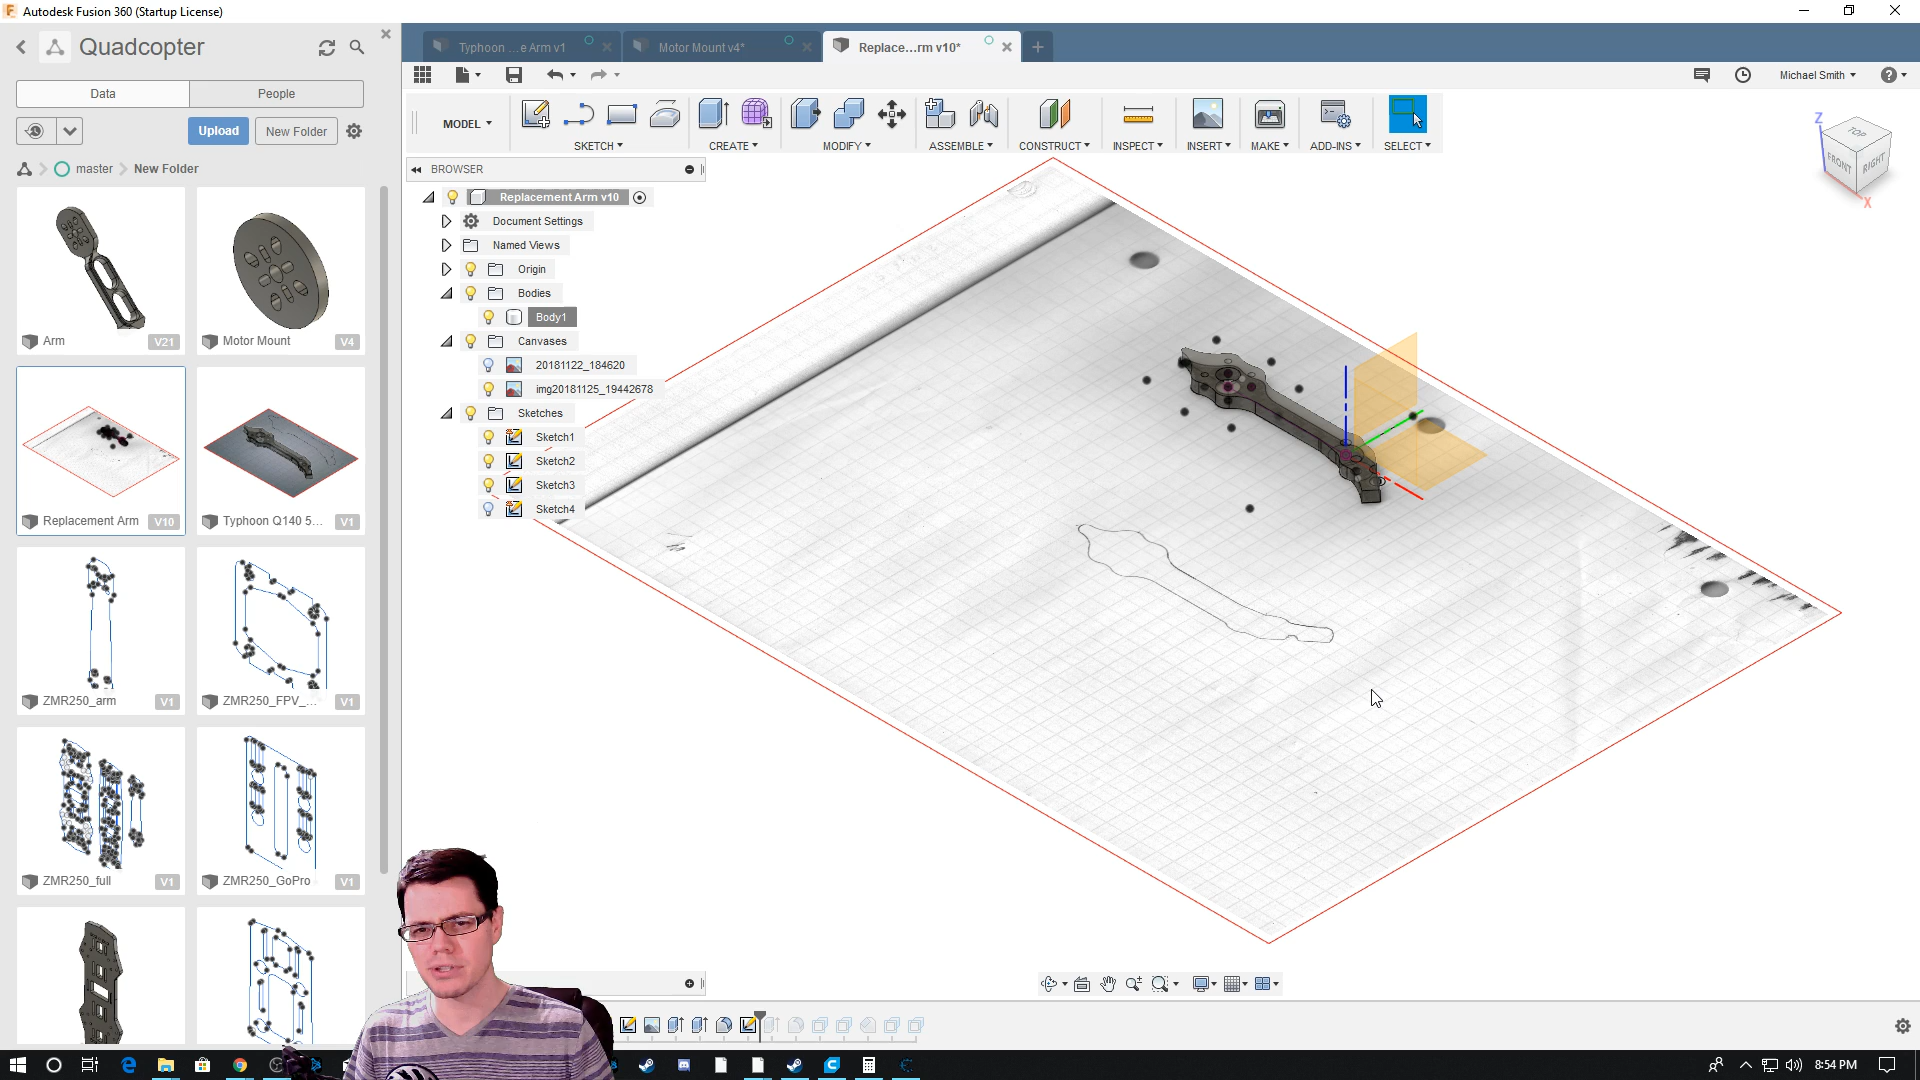 Autodesk Fusion 360 (Startup License)
Quadcopter
Typhoon ...e Arm v1
Motor Mount v4*
Replace...rm v10*
Michael Smith
Data
People
Upload
New Folder
master
New Folder
MODEL
SKETCH
CREATE
MODIFY
ASSEMBLE
CONSTRUCT
INSPECT
INSERT
MAKE
ADD-INS
SELECT
Z
TOP
FRONT
RIGHT
X
BROWSER
Replacement Arm v10
Document Settings
Named Views
Origin
Bodies
Body1
Canvases
20181122_184620
img20181125_19442678
Sketches
Sketch1
Sketch2
Sketch3
Sketch4
Arm
V21
Motor Mount
V4
Replacement Arm
V10
Typhoon Q140 5...
V1
ZMR250_arm
V1
ZMR250_FPV_...
V1
ZMR250_full
V1
ZMR250_GoPro
V1
8:54 PM